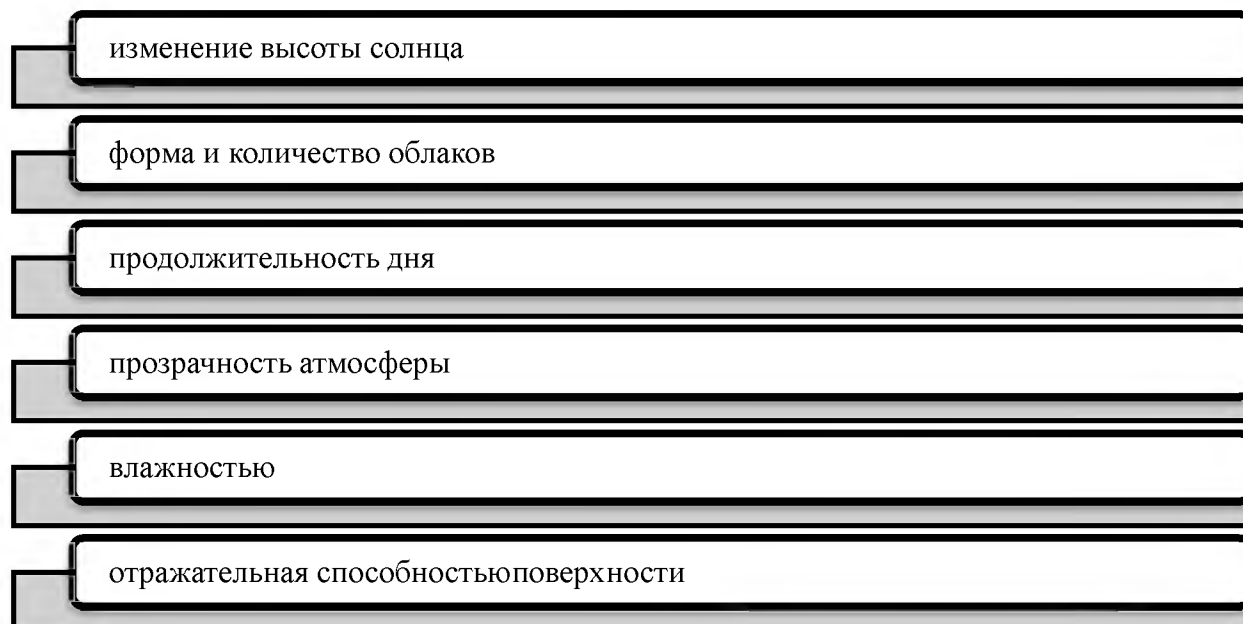 изменение высоты солнца
форма и количество облаков
продолжительность дня
прозрачность атмосферы
влажностью
отражательная способностьюповерхности